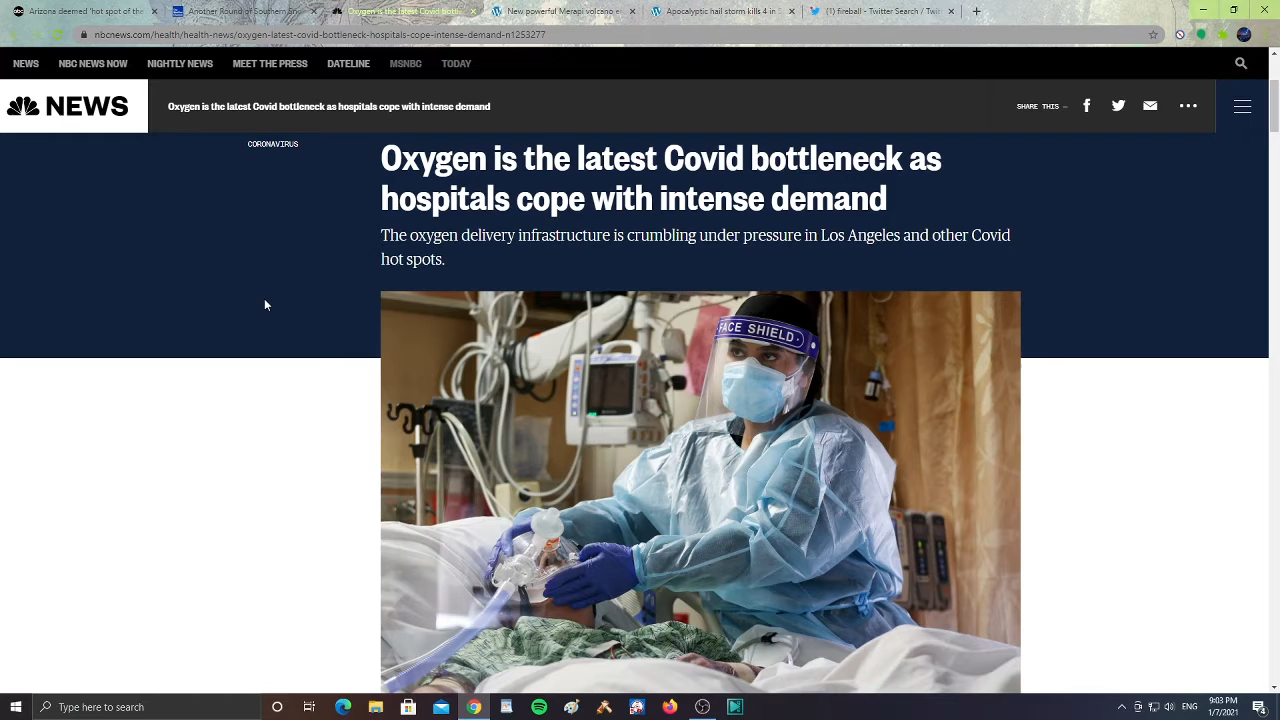 Arizona deemed 'hot spot of the
Another Round of Southern
Oxygen is the latest Covid bottl
New powerful Merapi volcano e
Apocalyptic hail storm kills 4 in
finalcall - Twitter Search / Twit
nbcnews.com/health/health-news/oxygen-latest-covid-bottleneck-hospitals-cope-intense-demand-n1253277
NEWS NBC NEWS NOW NIGHTLY NEWS MEET THE PRESS DATELINE MSNBC TODAY
NEWS
Oxygen is the latest Covid bottleneck as hospitals cope with intense demand
SHARE THIS —
CORONAVIRUS
Oxygen is the latest Covid bottleneck as
hospitals cope with intense demand
The oxygen delivery infrastructure is crumbling under pressure in Los Angeles and other Covid
hot spots.
FACE SHIELD
Type here to search
ENG
9:03 PM
1/7/2021